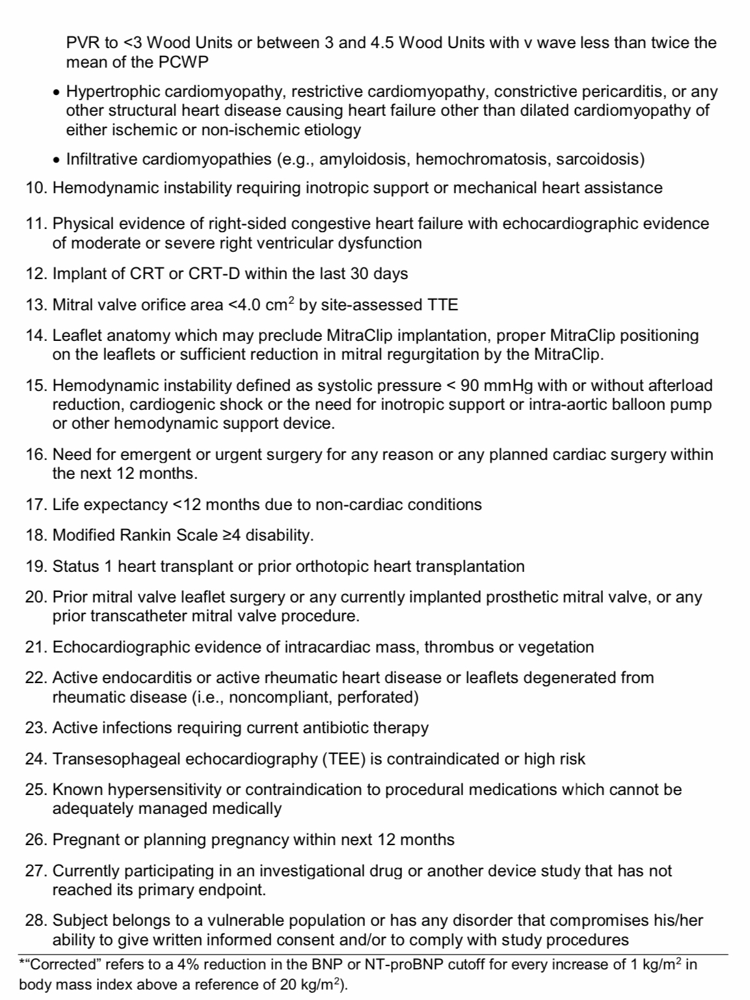 PVR to <3 Wood Units or between 3 and 4.5 Wood Units with v wave less than twice the
mean of the PCWP
• Hypertrophic cardiomyopathy, restrictive cardiomyopathy, constrictive pericarditis, or any
other structural heart disease causing heart failure other than dilated cardiomyopathy of
either ischemic or non-ischemic etiology
• Infiltrative cardiomyopathies (e.g., amyloidosis, hemochromatosis, sarcoidosis)
10. Hemodynamic instability requiring inotropic support or mechanical heart assistance
11. Physical evidence of right-sided congestive heart failure with echocardiographic evidence
of moderate or severe right ventricular dysfunction
12. Implant of CRT or CRT-D within the last 30 days
13. Mitral valve orifice area <4.0 cm² by site-assessed TTE
14. Leaflet anatomy which may preclude MitraClip implantation, proper MitraClip positioning
on the leaflets or sufficient reduction in mitral regurgitation by the MitraClip.
15. Hemodynamic instability defined as systolic pressure < 90 mmHg with or without afterload
reduction, cardiogenic shock or the need for inotropic support or intra-aortic balloon pump
or other hemodynamic support device.
16. Need for emergent or urgent surgery for any reason or any planned cardiac surgery within
the next 12 months.
17. Life expectancy <12 months due to non-cardiac conditions
18. Modified Rankin Scale ≥4 disability.
19. Status 1 heart transplant or prior orthotopic heart transplantation
20. Prior mitral valve leaflet surgery or any currently implanted prosthetic mitral valve, or any
prior transcatheter mitral valve procedure.
21. Echocardiographic evidence of intracardiac mass, thrombus or vegetation
22. Active endocarditis or active rheumatic heart disease or leaflets degenerated from
rheumatic disease (i.e., noncompliant, perforated)
23. Active infections requiring current antibiotic therapy
24. Transesophageal echocardiography (TEE) is contraindicated or high risk
25. Known hypersensitivity or contraindication to procedural medications which cannot be
adequately managed medically
26. Pregnant or planning pregnancy within next 12 months
27. Currently participating in an investigational drug or another device study that has not
reached its primary endpoint.
28. Subject belongs to a vulnerable population or has any disorder that compromises his/her
ability to give written informed consent and/or to comply with study procedures
*“Corrected” refers to a 4% reduction in the BNP or NT-proBNP cutoff for every increase of 1 kg/m² in
body mass index above a reference of 20 kg/m²).